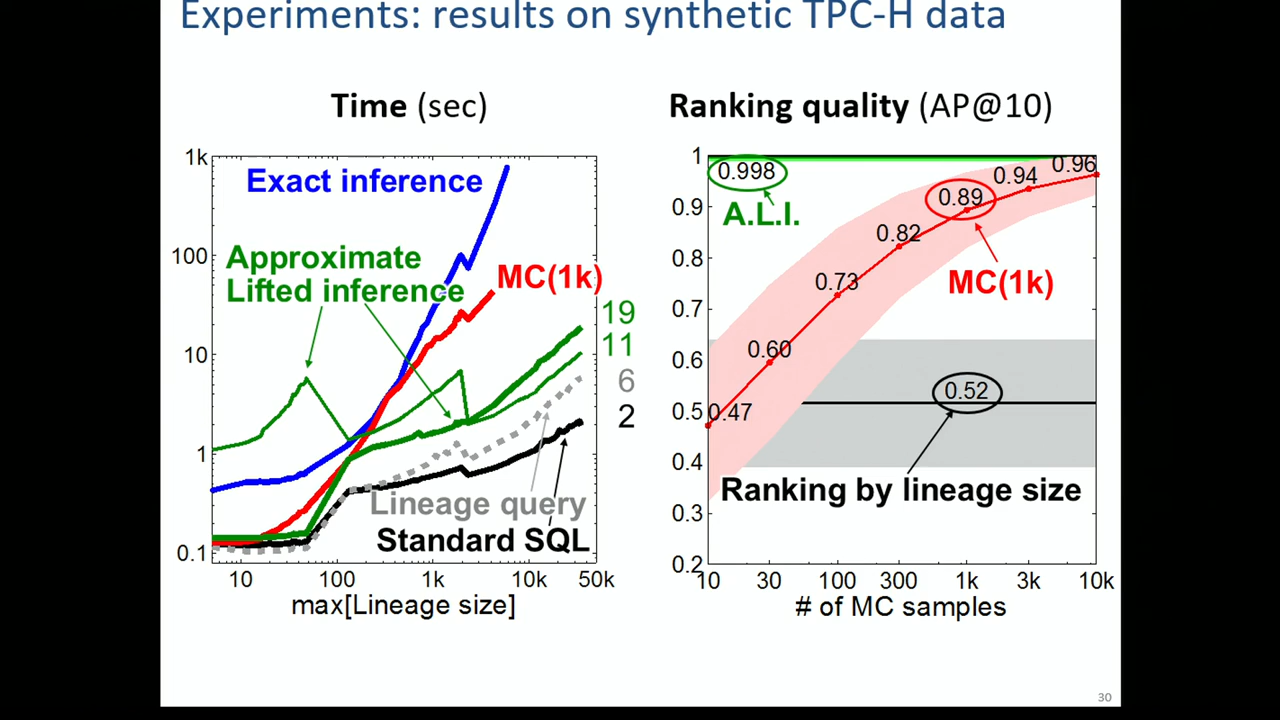 Experiments: results on synthetic TPC-H data
Time (sec)
1k
100
10
1
0.1
10
100
1k
10k
50k
max[Lineage size]
Exact inference
Approximate
Lifted inference
MC(1k)
19
11
6
2
Lineage query
Standard SQL
Ranking quality (AP@10)
1
0.9
0.8
0.7
0.6
0.5
0.4
0.3
0.2
10
30
100
300
1k
3k
10k
# of MC samples
0.998
A.L.I.
0.47
0.60
0.73
0.82
0.89
0.94
0.96
MC(1k)
0.52
Ranking by lineage size
30